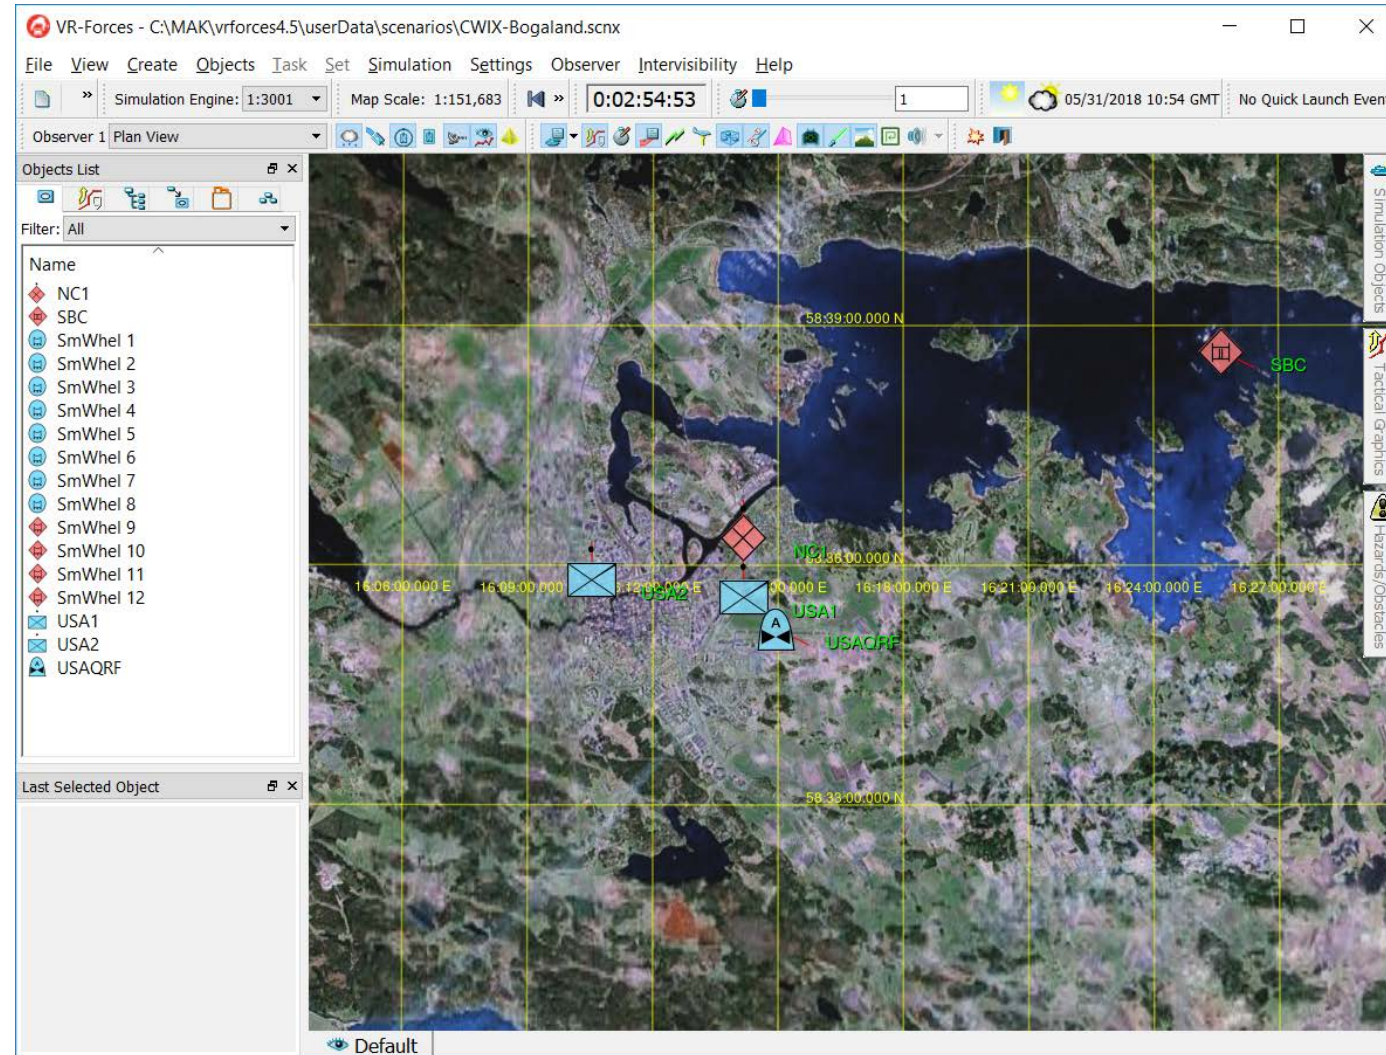 VR-Forces - C:\MAK\vrforces4.5\userData\scenarios\CWIX-Bogaland.scnx
File View Create Objects Task Set Simulation Settings Observer Intervisibility Help
» Simulation Engine: 1:3001 Map Scale: 1:151,683 » 0:02:54:53 1 05/31/2018 10:54 GMT No Quick Launch Even
Observer 1 Plan View
Objects List
Filter: All
Name
NC1
SBC
SmWhel 1
SmWhel 2
SmWhel 3
SmWhel 4
SmWhel 5
SmWhel 6
SmWhel 7
SmWhel 8
SmWhel 9
SmWhel 10
SmWhel 11
SmWhel 12
USA1
USA2
USAQRF
Last Selected Object
58:39:00.000 N
SBC
NC1
16:06:00.000 E 16:09:00.000 16:18:00.000 E 16:21:00.000 E 16:24:00.000 E 16:27:00.000 E
USA2
USA1
A
USAQRF
58:33:00.000 N
Simulation Objects
Tactical Graphics
Hazards/Obstacles
Default